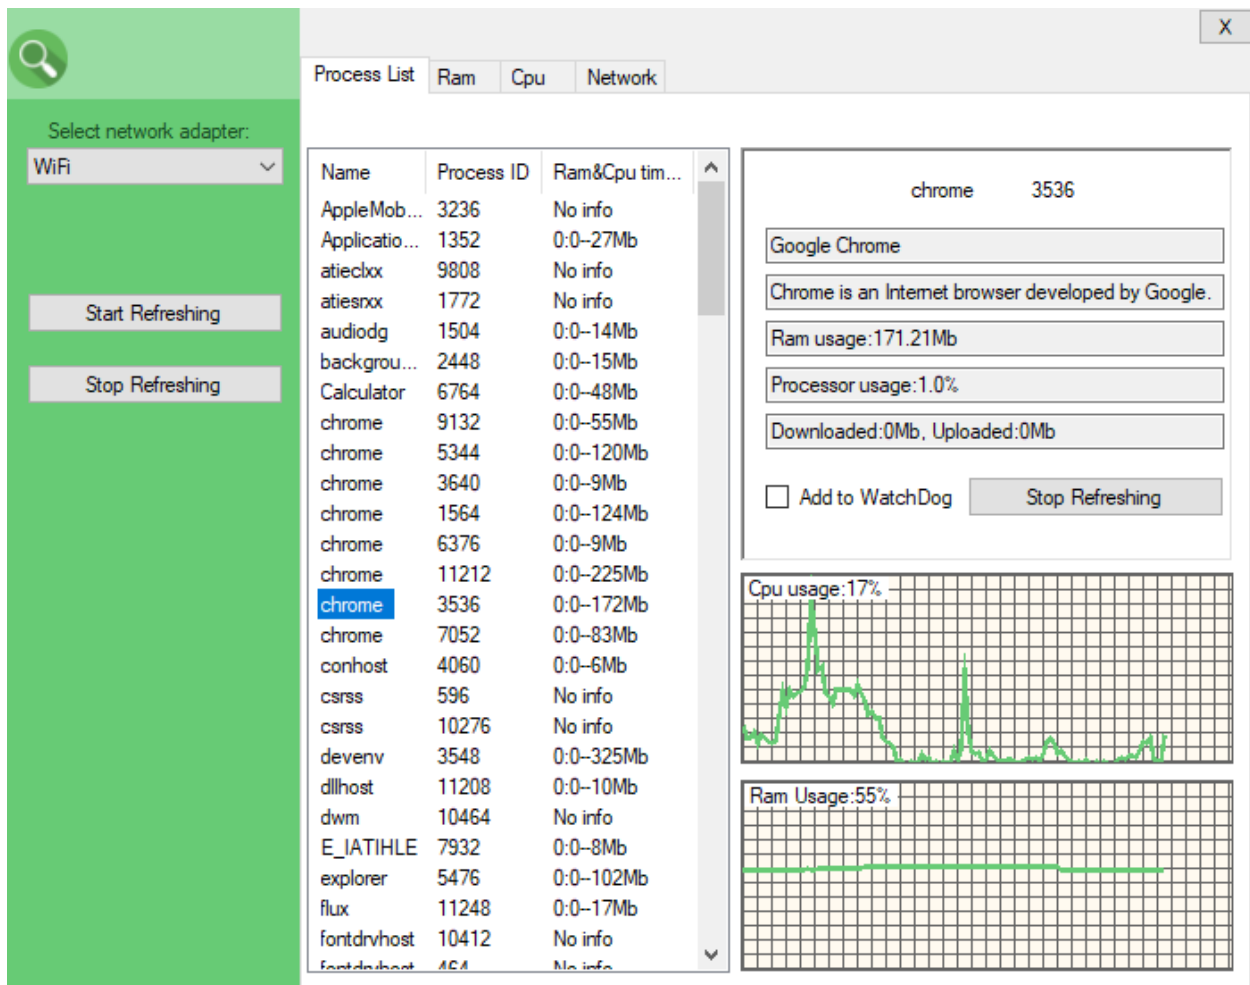 X
Process List Ram Cpu Network
Select network adapter:
WiFi
Start Refreshing
Stop Refreshing
Name Process ID Ram&Cpu tim...
AppleMob... 3236 No info
Applicatio... 1352 0:0--27Mb
atieclxx 9808 No info
atiesrxx 1772 No info
audiodg 1504 0:0--14Mb
backgrou... 2448 0:0--15Mb
Calculator 6764 0:0--48Mb
chrome 9132 0:0--55Mb
chrome 5344 0:0--120Mb
chrome 3640 0:0--9Mb
chrome 1564 0:0--124Mb
chrome 6376 0:0--9Mb
chrome 11212 0:0--225Mb
chrome 3536 0:0--172Mb
chrome 7052 0:0--83Mb
conhost 4060 0:0--6Mb
csrss 596 No info
csrss 10276 No info
devenv 3548 0:0--325Mb
dllhost 11208 0:0--10Mb
dwm 10464 No info
E_IATIHLE 7932 0:0--8Mb
explorer 5476 0:0--102Mb
flux 11248 0:0--17Mb
fontdrvhost 10412 No info
fontdrvhost 464 No info
chrome 3536
Google Chrome
Chrome is an Internet browser developed by Google.
Ram usage:171.21Mb
Processor usage:1.0%
Downloaded:0Mb, Uploaded:0Mb
Add to WatchDog Stop Refreshing
Cpu usage:17%
Ram Usage:55%